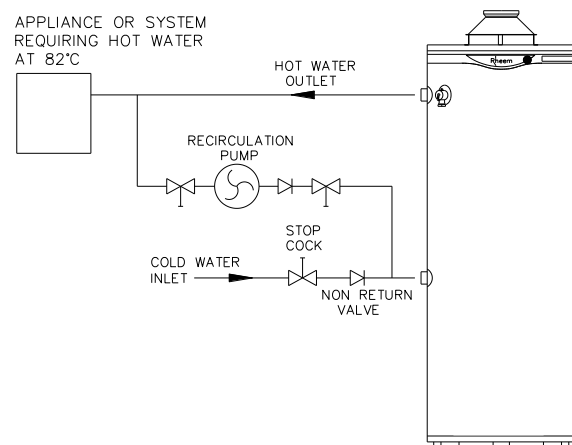 APPLIANCE OR SYSTEM
REQUIRING HOT WATER
AT 82°C
Rheem
HOT WATER
OUTLET
RECIRCULATION
PUMP
STOP
COCK
COLD WATER
INLET
NON RETURN
VALVE